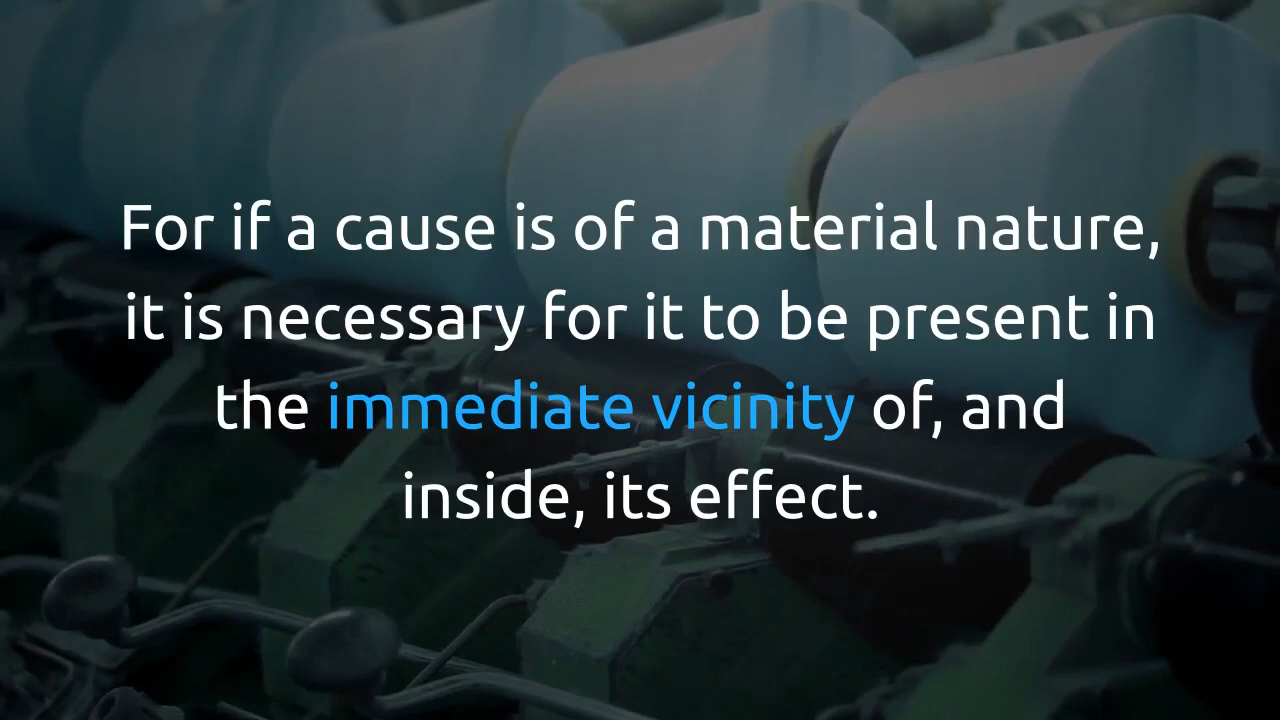 For if a cause is of a material nature,
it is necessary for it to be present in
the immediate vicinity of, and
inside, its effect.